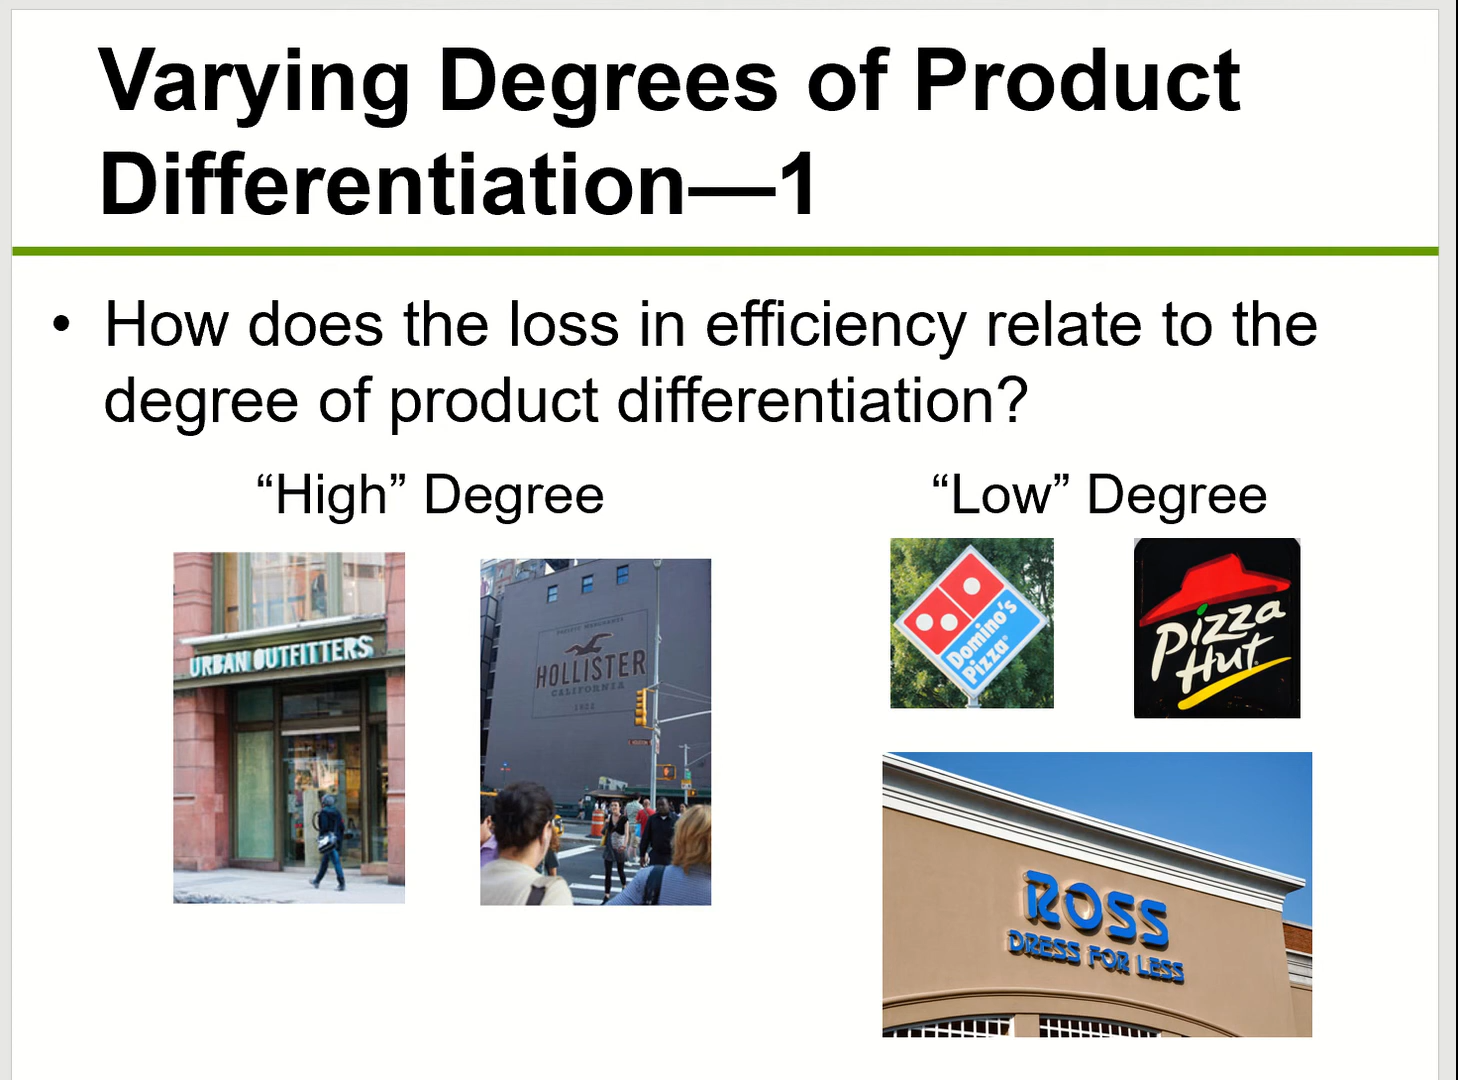 Varying Degrees of Product
Differentiation—1
• How does the loss in efficiency relate to the
degree of product differentiation?
“High” Degree
“Low” Degree
URBAN OUTFITTERS
HOLLISTER
CALIFORNIA
1922
Domino's
Pizza
Pizza
Hut
ROSS
DRESS FOR LESS